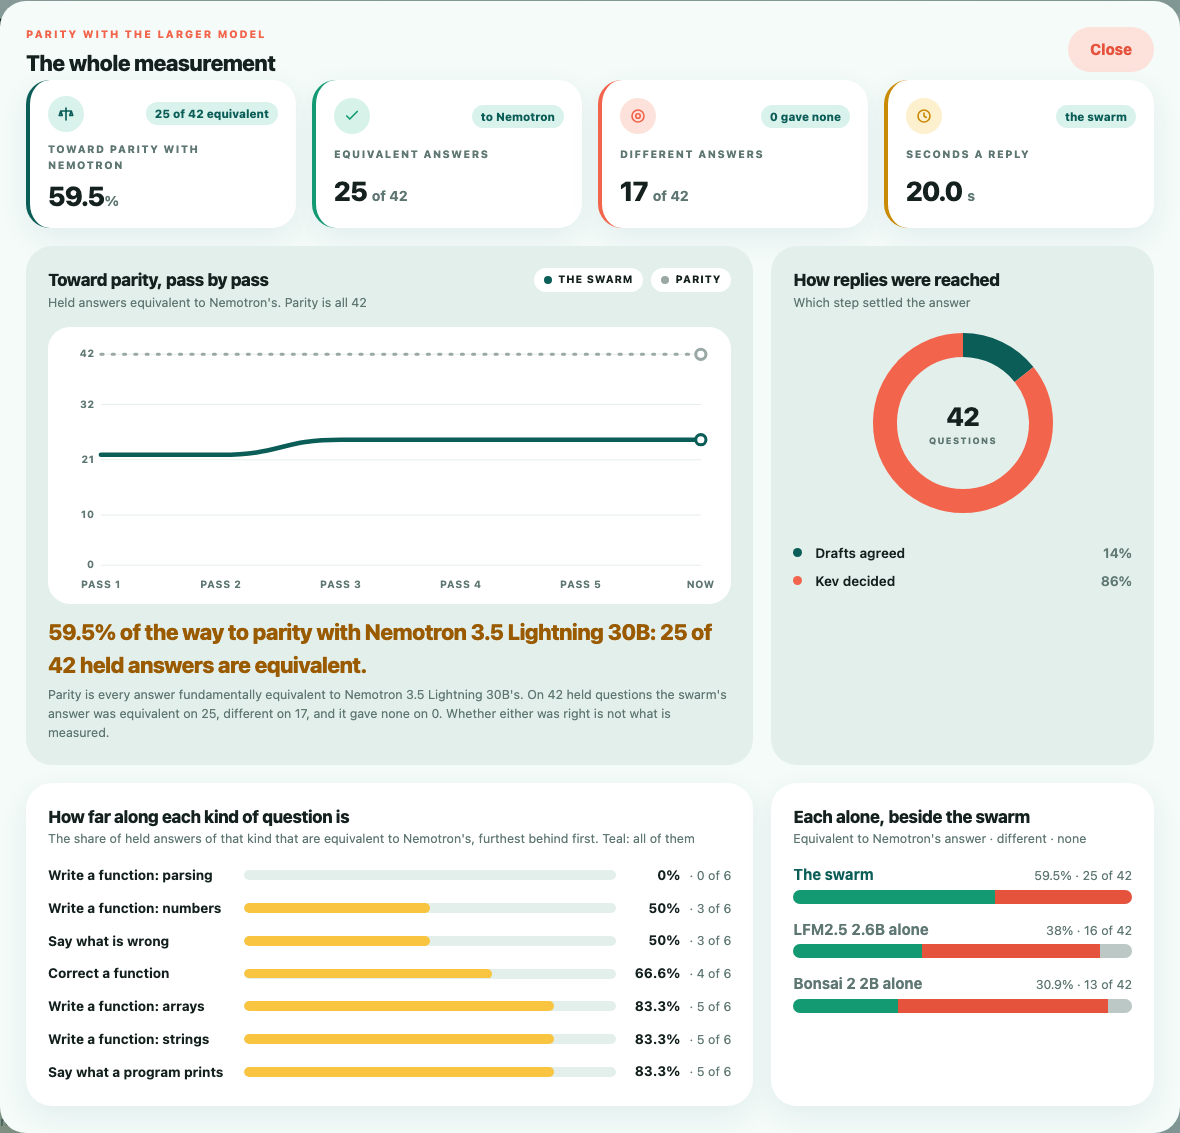 PARITY WITH THE LARGER MODEL
The whole measurement
Close
25 of 42 equivalent
TOWARD PARITY WITH
NEMOTRON
59.5%
to Nemotron
EQUIVALENT ANSWERS
25 of 42
0 gave none
DIFFERENT ANSWERS
17 of 42
the swarm
SECONDS A REPLY
20.0 s
Toward parity, pass by pass
THE SWARM
PARITY
Held answers equivalent to Nemotron's. Parity is all 42
42
32
21
10
0
PASS 1
PASS 2
PASS 3
PASS 4
PASS 5
NOW
59.5% of the way to parity with Nemotron 3.5 Lightning 30B: 25 of
42 held answers are equivalent.
Parity is every answer fundamentally equivalent to Nemotron 3.5 Lightning 30B's. On 42 held questions the swarm's
answer was equivalent on 25, different on 17, and it gave none on 0. Whether either was right is not what is
measured.
How replies were reached
Which step settled the answer
42
QUESTIONS
Drafts agreed 14%
Kev decided 86%
How far along each kind of question is
The share of held answers of that kind that are equivalent to Nemotron's, furthest behind first. Teal: all of them
Write a function: parsing 0% · 0 of 6
Write a function: numbers 50% · 3 of 6
Say what is wrong 50% · 3 of 6
Correct a function 66.6% · 4 of 6
Write a function: arrays 83.3% · 5 of 6
Write a function: strings 83.3% · 5 of 6
Say what a program prints 83.3% · 5 of 6
Each alone, beside the swarm
Equivalent to Nemotron's answer · different · none
The swarm 59.5% · 25 of 42
LFM2.5 2.6B alone 38% · 16 of 42
Bonsai 2 2B alone 30.9% · 13 of 42